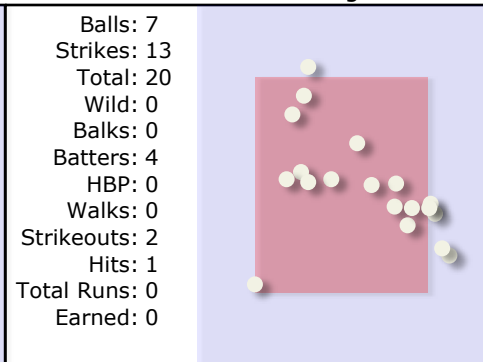 Balls: 7
Strikes: 13
Total: 20
Wild: 0
Balks: 0
Batters: 4
HBP: 0
Walks: 0
Strikeouts: 2
Hits: 1
Total Runs: 0
Earned: 0